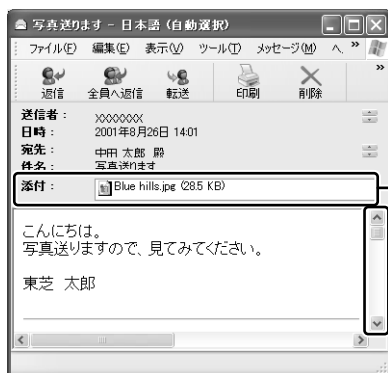 写真送ります - 日本語 (自動選択)
ファイル(F) 編集(E) 表示(V) ツール(T) メッセージ(M) ヘ »
返信 全員へ返信 転送 印刷 削除 »
送信者: XXXXXXXX
日時: 2001年8月26日 14:01
宛先: 中田 太郎 殿
件名: 写真送ります
添付: Blue hills.jpg (28.5 KB)
こんにちは。
写真送りますので、見てみてください。
東芝 太郎